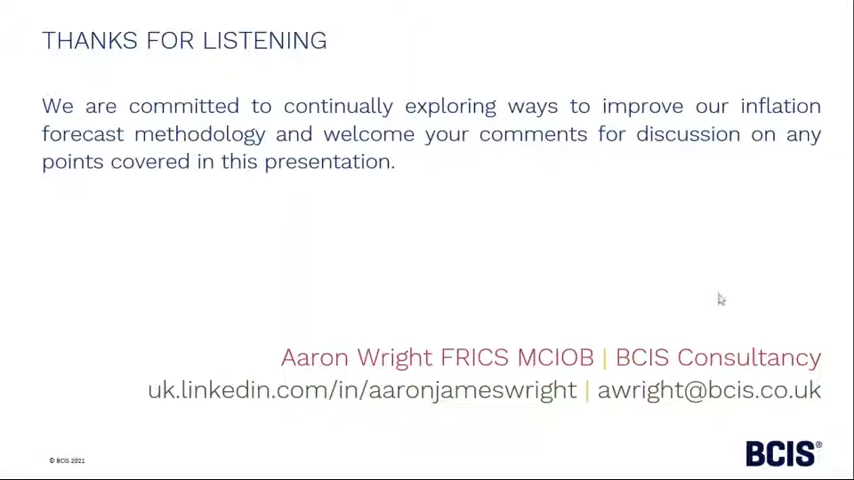 THANKS FOR LISTENING
We are committed to continually exploring ways to improve our inflation
forecast methodology and welcome your comments for discussion on any
points covered in this presentation.
Aaron Wright FRICS MCIOB | BCIS Consultancy
uk.linkedin.com/in/aaronjameswright | awright@bcis.co.uk
© BCIS 2021
BCIS®